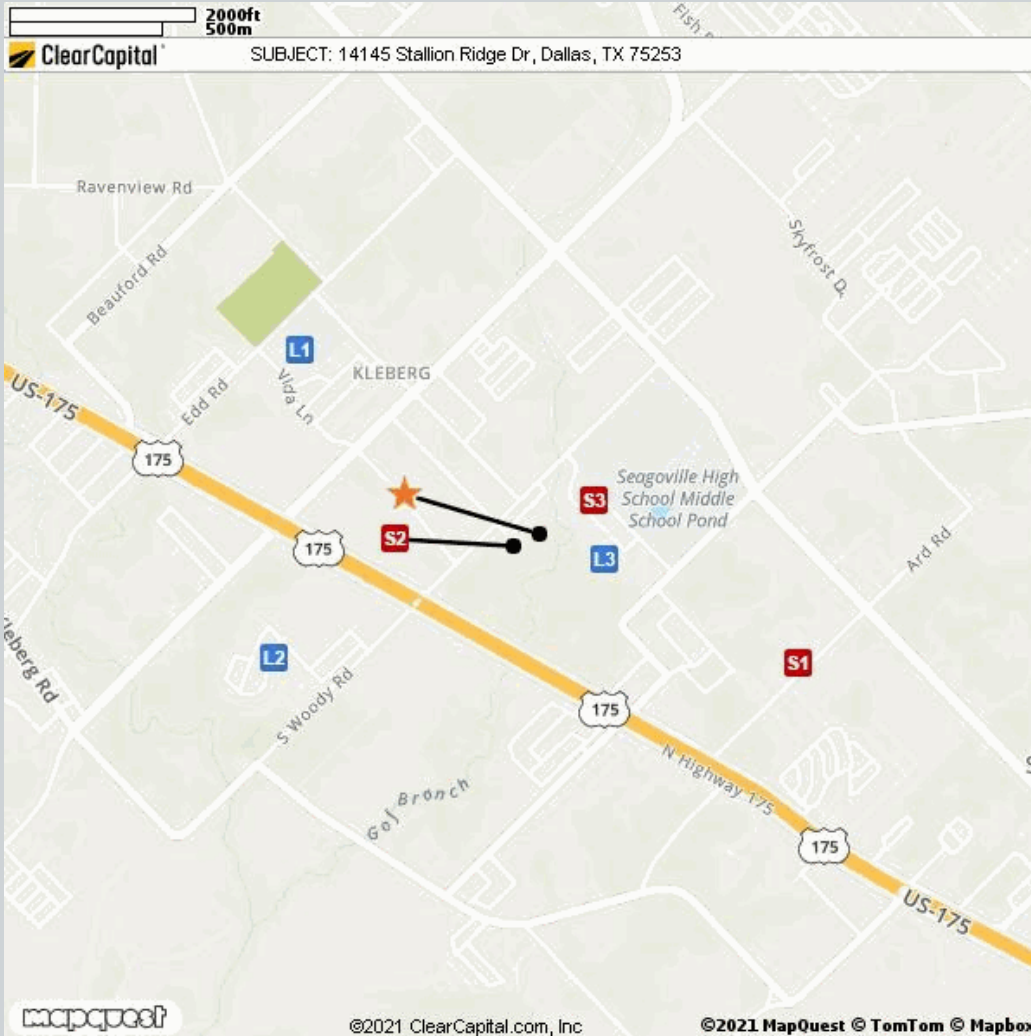 2000ft
500m
ClearCapital
SUBJECT: 14145 Stallion Ridge Dr, Dallas, TX 75253
Ravenview Rd
Beauford Rd
Skyfrost D
L1
KLEBERG
US-175
Edd Rd
Vida Ln
175
Seagoville High
School Middle
School Pond
S3
S2
175
L3
Ard Rd
Kleberg Rd
L2
S1
S Woody Rd
175
N Highway 175
Branch
175
US-175
mapquest
©2021 ClearCapital.com, Inc
©2021 MapQuest © TomTom © Mapbox